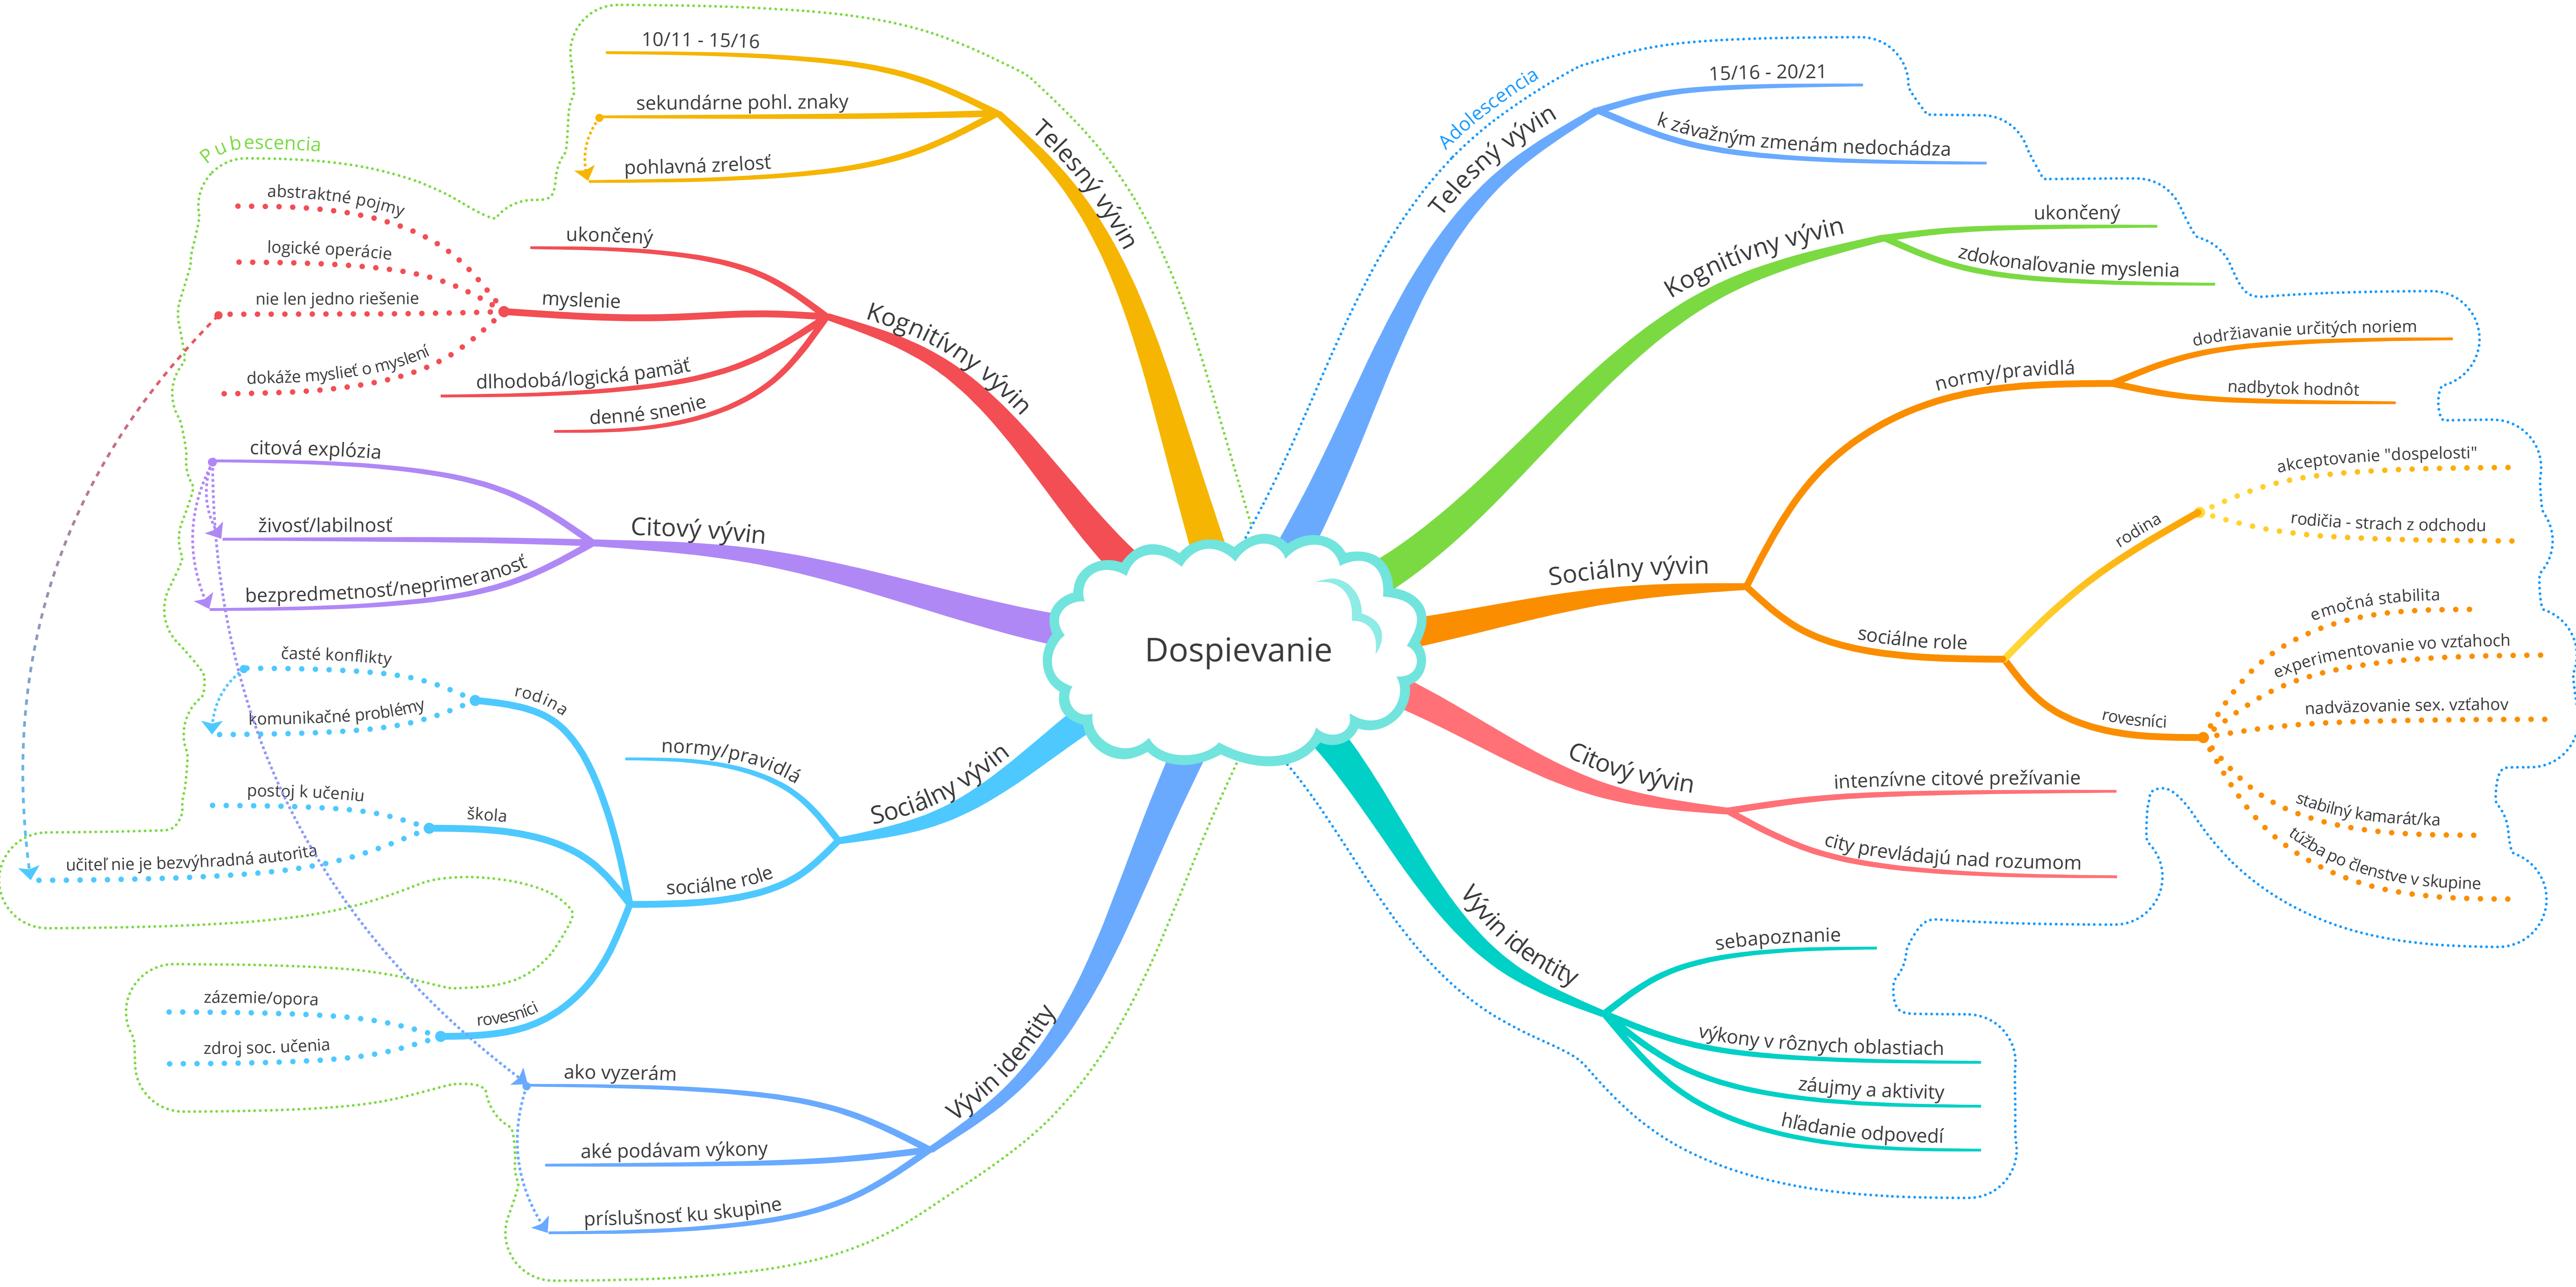 Dospievanie
Pubescencia
Telesný vývin
10/11 - 15/16
sekundárne pohl. znaky
pohlavná zrelosť
Kognitívny vývin
ukončený
myslenie
abstraktné pojmy
logické operácie
nie len jedno riešenie
dokáže myslieť o myslení
dlhodobá/logická pamäť
denné snenie
Citový vývin
citová explózia
živosť/labilnosť
bezpredmetnosť/neprimeranosť
Sociálny vývin
normy/pravidlá
sociálne role
rodina
časté konflikty
komunikačné problémy
škola
postoj k učeniu
učiteľ nie je bezvýhradná autorita
rovesníci
zázemie/opora
zdroj soc. učenia
Vývin identity
ako vyzerám
aké podávam výkony
príslušnosť ku skupine
Adolescencia
Telesný vývin
15/16 - 20/21
k závažným zmenám nedochádza
Kognitívny vývin
ukončený
zdokonaľovanie myslenia
Sociálny vývin
normy/pravidlá
dodržiavanie určitých noriem
nadbytok hodnôt
sociálne role
rodina
akceptovanie "dospelosti"
rodičia - strach z odchodu
rovesníci
emočná stabilita
experimentovanie vo vzťahoch
nadväzovanie sex. vzťahov
stabilný kamarát/ka
túžba po členstve v skupine
Citový vývin
intenzívne citové prežívanie
city prevládajú nad rozumom
Vývin identity
sebapoznanie
výkony v rôznych oblastiach
záujmy a aktivity
hľadanie odpovedí